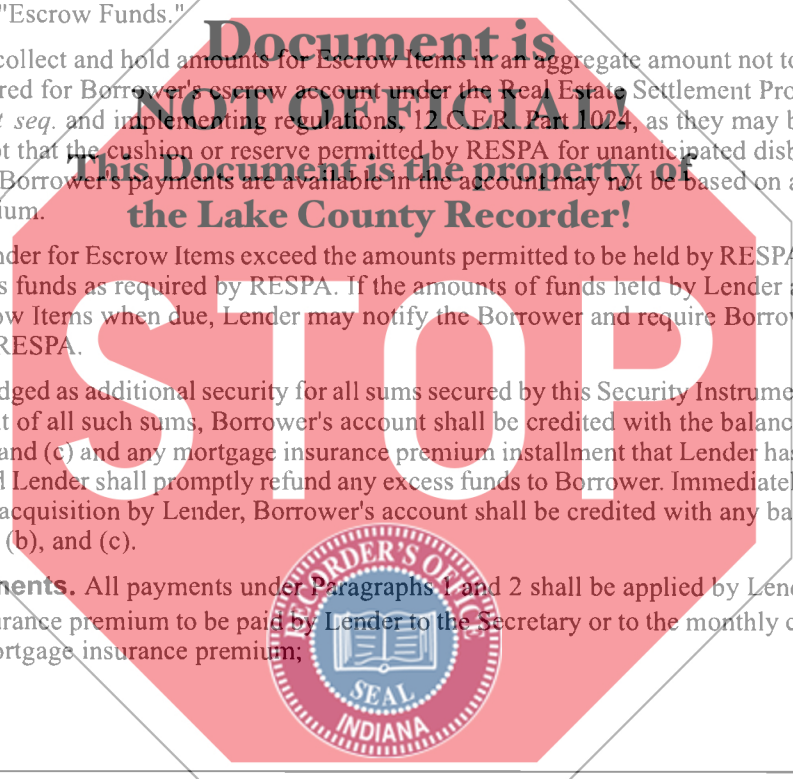 "Escrow Funds."
Document is
collect and hold amounts for Escrow Items in an aggregate amount not to
red for Borrower's escrow account under the Real Estate Settlement Pro
NOT OFFICIAL!
t seq. and implementing regulations, 12 C.F.R. Part 1024, as they may b
ot that the cushion or reserve permitted by RESPA for unanticipated disb
This Document is the property of
Borrower's payments are available in the account may not be based on a
ium.
the Lake County Recorder!
nder for Escrow Items exceed the amounts permitted to be held by RESPA
s funds as required by RESPA. If the amounts of funds held by Lender a
ow Items when due, Lender may notify the Borrower and require Borrow
RESPA.
STOP
dged as additional security for all sums secured by this Security Instrume
t of all such sums, Borrower's account shall be credited with the balanc
and (c) and any mortgage insurance premium installment that Lender has
d Lender shall promptly refund any excess funds to Borrower. Immediatel
acquisition by Lender, Borrower's account shall be credited with any ba
(b), and (c).
nents. All payments under Paragraphs 1 and 2 shall be applied by Lend
urance premium to be paid by Lender to the Secretary or to the monthly c
ortgage insurance premium;
RECORDER'S OFFICE
SEAL
INDIANA